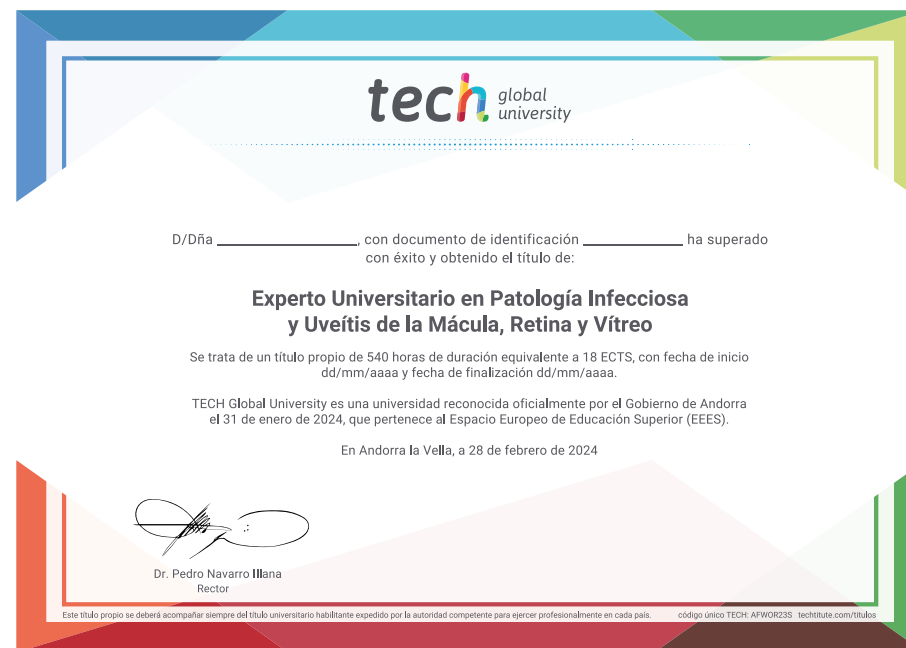 tech global university
D/Dña ________________, con documento de identificación ____________ ha superado
con éxito y obtenido el título de:
Experto Universitario en Patología Infecciosa
y Uveítis de la Mácula, Retina y Vítreo
Se trata de un título propio de 540 horas de duración equivalente a 18 ECTS, con fecha de inicio
dd/mm/aaaa y fecha de finalización dd/mm/aaaa.
TECH Global University es una universidad reconocida oficialmente por el Gobierno de Andorra
el 31 de enero de 2024, que pertenece al Espacio Europeo de Educación Superior (EEES).
En Andorra la Vella, a 28 de febrero de 2024
Dr. Pedro Navarro Illana
Rector
Este título propio se deberá acompañar siempre del título universitario habilitante expedido por la autoridad competente para ejercer profesionalmente en cada país. código único TECH: AFWOR23S techtitute.com/titulos